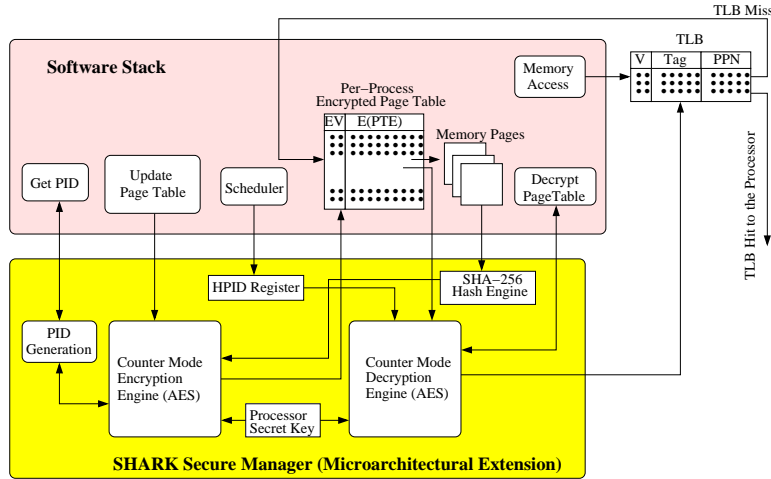 TLB Miss
TLB
V Tag PPN
Software Stack
Memory
Access
Per-Process
Encrypted Page Table
EV E(PTE)
Memory Pages
Get PID
Update
Page Table
Scheduler
Decrypt
PageTable
TLB Hit to the Processor
HPID Register
SHA-256
Hash Engine
PID
Generation
Counter Mode
Encryption
Engine (AES)
Counter Mode
Decryption
Engine (AES)
Processor
Secret Key
SHARK Secure Manager (Microarchitectural Extension)